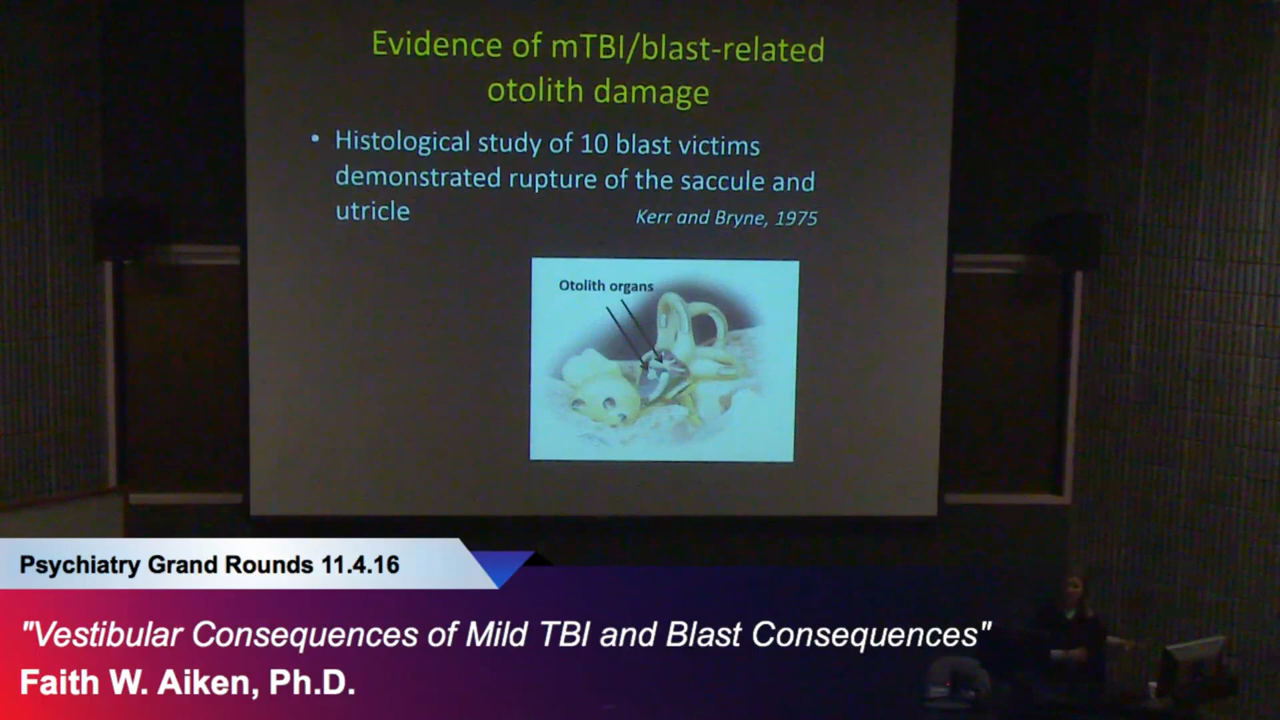 Evidence of mTBI/blast-related
otolith damage
• Histological study of 10 blast victims
demonstrated rupture of the saccule and
utricle
Kerr and Bryne, 1975
Otolith organs
Psychiatry Grand Rounds 11.4.16
"Vestibular Consequences of Mild TBI and Blast Consequences"
Faith W. Aiken, Ph.D.